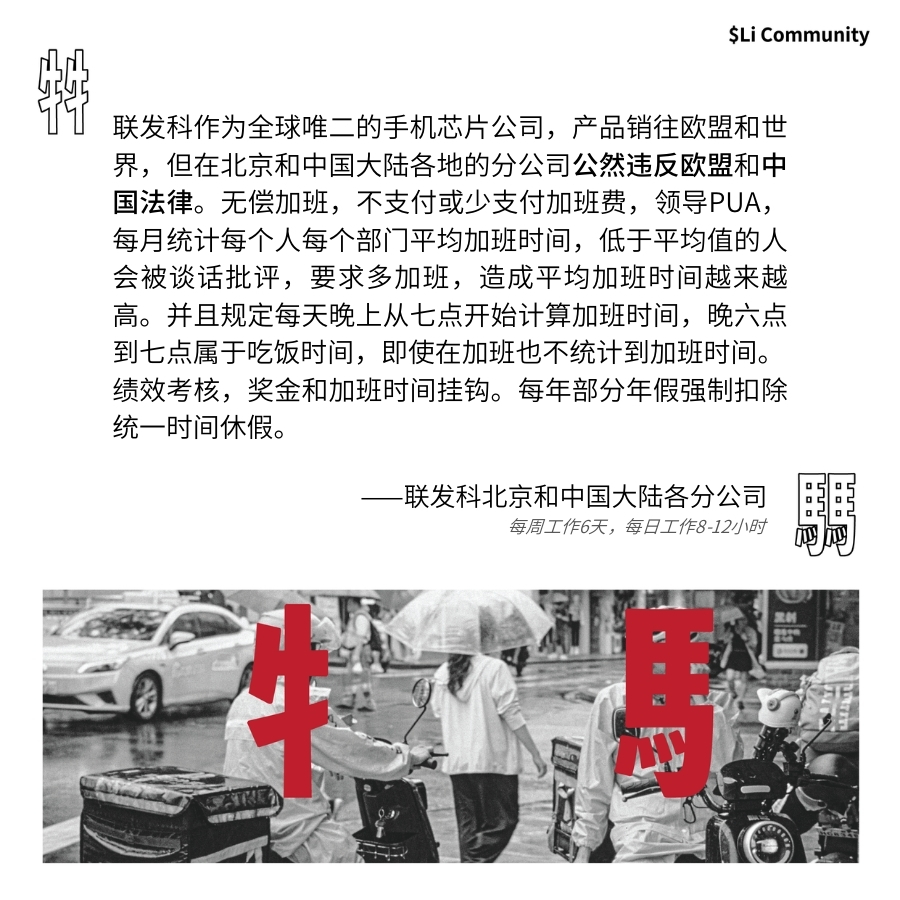 $Li Community
牛牛
联发科作为全球唯二的手机芯片公司，产品销往欧盟和世
界，但在北京和中国大陆各地的分公司公然违反欧盟和中
国法律。无偿加班，不支付或少支付加班费，领导PUA，
每月统计每个人每个部门平均加班时间，低于平均值的人
会被谈话批评，要求多加班，造成平均加班时间越来越
高。并且规定每天晚上从七点开始计算加班时间，晚六点
到七点属于吃饭时间，即使在加班也不统计到加班时间。
绩效考核，奖金和加班时间挂钩。每年部分年假强制扣除
统一时间休假。
——联发科北京和中国大陆各分公司
每周工作6天，每日工作8-12小时
馬馬
牛 馬